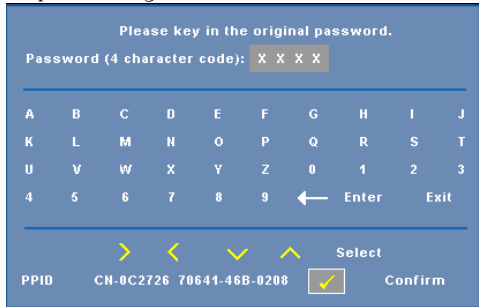 Please key in the original password.
Password (4 character code): X X X X
A B C D E F G H I J
K L M N O P Q R S T
U V W X Y Z 0 1 2 3
4 5 6 7 8 9 Enter Exit
Select
PPID CN-0C2726 70641-46B-0208 Confirm